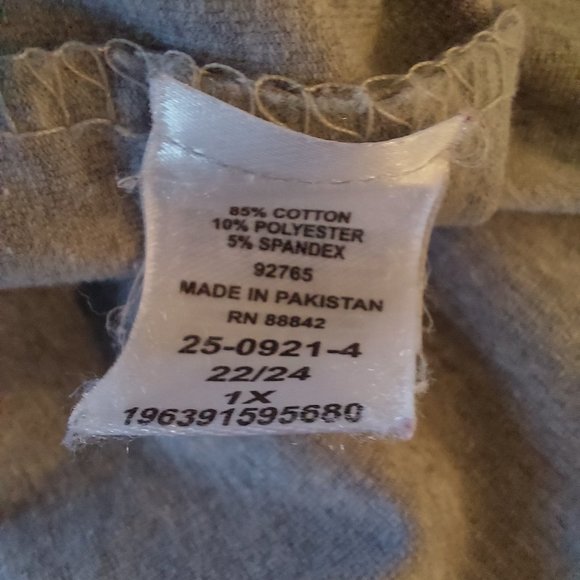 85% COTTON
10% POLYESTER
5% SPANDEX
92765
MADE IN PAKISTAN
RN 88842
25-0921-4
22/24
1X
196391595680